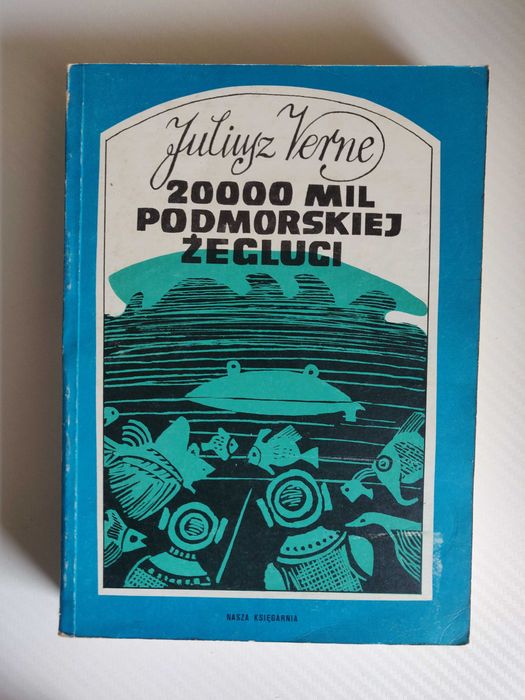 Juliusz Verne
20000 MIL
PODMORSKIEJ
ŻEGLUGI
NASZA KSIĘGARNIA